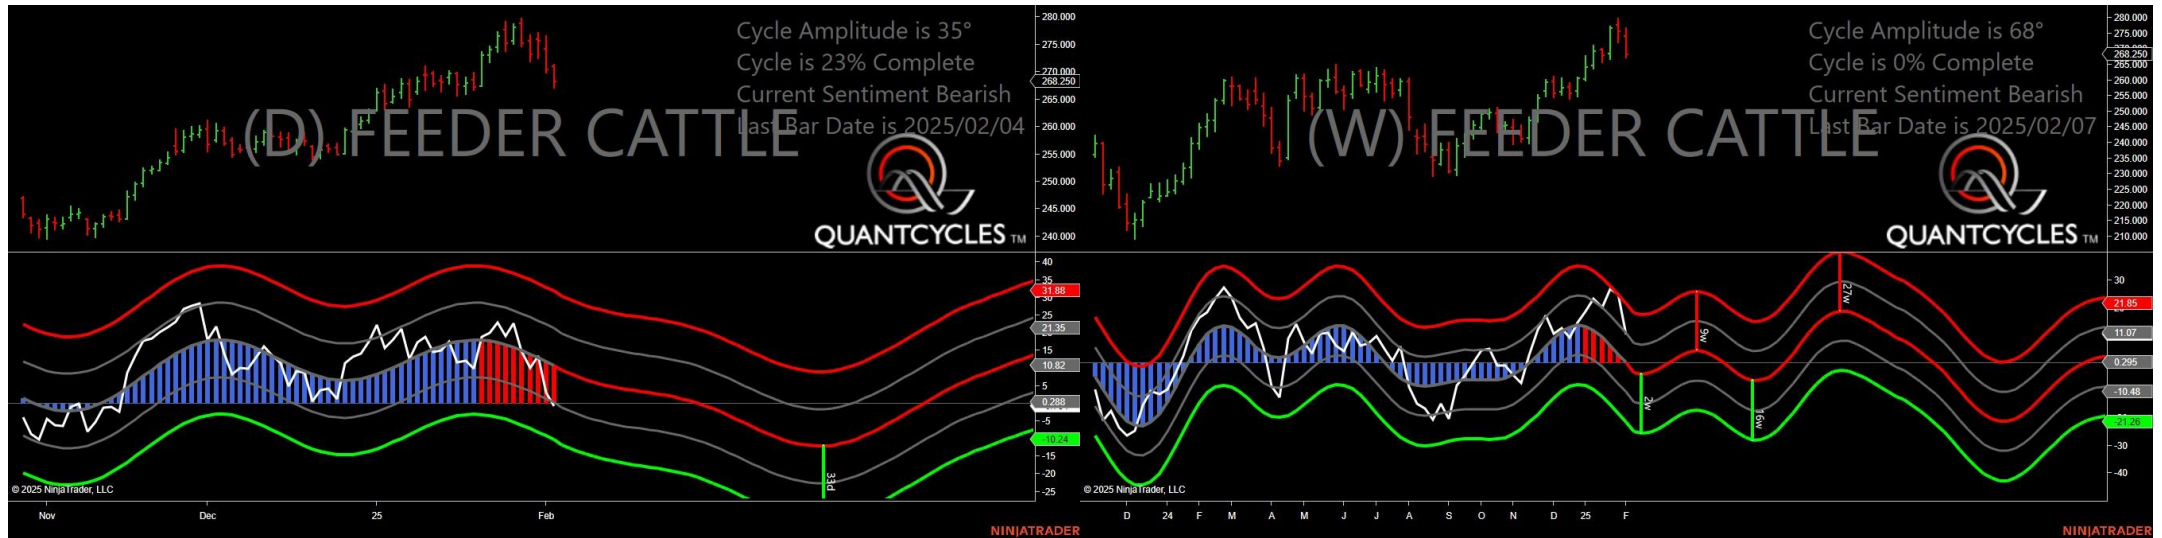 Cycle Amplitude is 35°
Cycle is 23% Complete
Current Sentiment Bearish
Last Bar Date is 2025/02/04
(D) FEEDER CATTLE
QUANTCYCLES TM
280.000
275.000
270.000
268.250
265.000
260.000
255.000
250.000
245.000
240.000
40
35
31.88
30
25
21.35
15
10.82
5
0.288
-5
-10.24
-15
-20
-25
33d
© 2025 NinjaTrader, LLC
Nov
Dec
25
Feb
NINJATRADER
Cycle Amplitude is 68°
Cycle is 0% Complete
Current Sentiment Bearish
Last Bar Date is 2025/02/07
(W) FEEDER CATTLE
QUANTCYCLES TM
280.000
275.000
268.250
265.000
260.000
255.000
250.000
245.000
240.000
235.000
230.000
225.000
220.000
215.000
210.000
30
21.85
11.07
0.295
-10.48
-21.26
-30
-40
2w
9w
16w
27w
© 2025 NinjaTrader, LLC
D
24
F
M
A
M
J
J
A
S
O
N
D
25
F
NINJATRADER